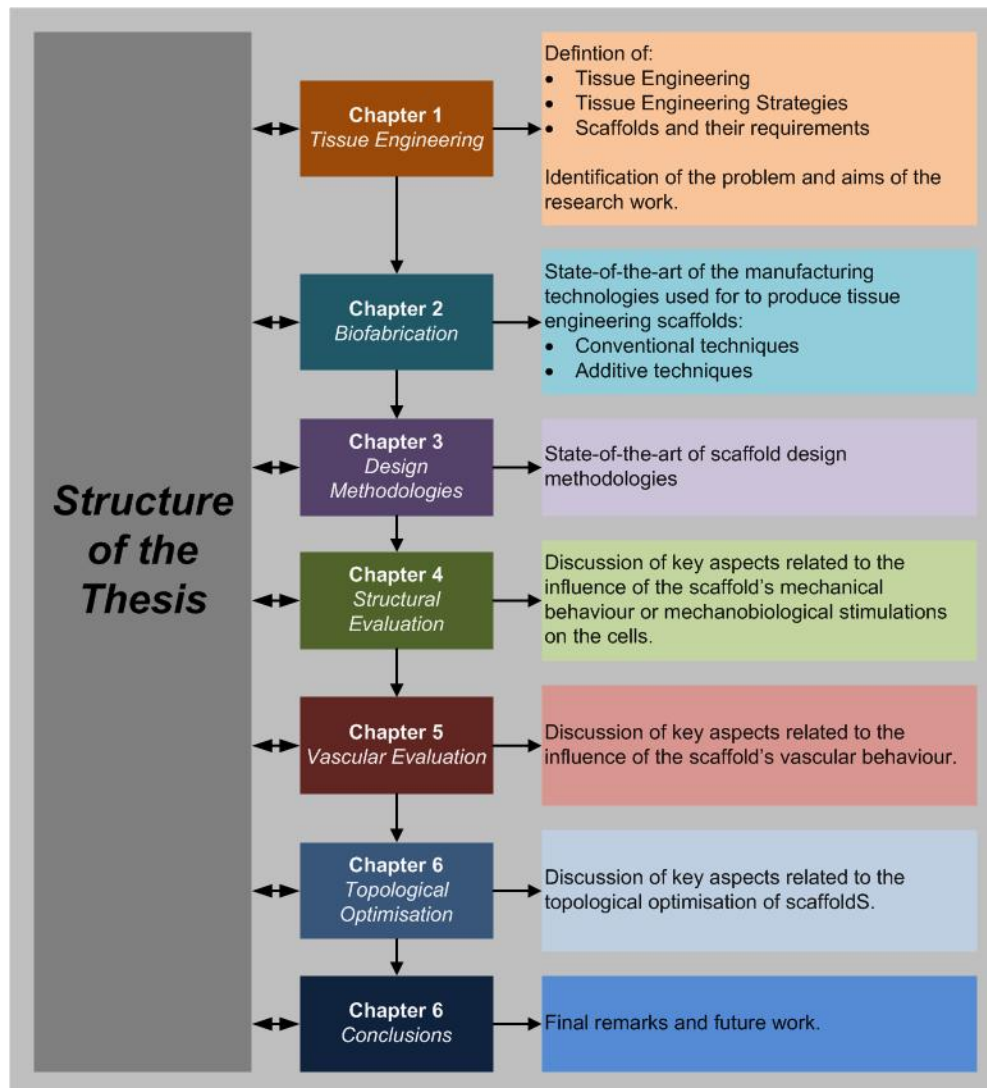 Structure
of the
Thesis
Chapter 1
Tissue Engineering
Defintion of:
• Tissue Engineering
• Tissue Engineering Strategies
• Scaffolds and their requirements
Identification of the problem and aims of the
research work.
Chapter 2
Biofabrication
State-of-the-art of the manufacturing
technologies used for to produce tissue
engineering scaffolds:
• Conventional techniques
• Additive techniques
Chapter 3
Design
Methodologies
State-of-the-art of scaffold design
methodologies
Chapter 4
Structural
Evaluation
Discussion of key aspects related to the
influence of the scaffold's mechanical
behaviour or mechanobiological stimulations
on the cells.
Chapter 5
Vascular Evaluation
Discussion of key aspects related to the
influence of the scaffold's vascular behaviour.
Chapter 6
Topological
Optimisation
Discussion of key aspects related to the
topological optimisation of scaffoldS.
Chapter 6
Conclusions
Final remarks and future work.